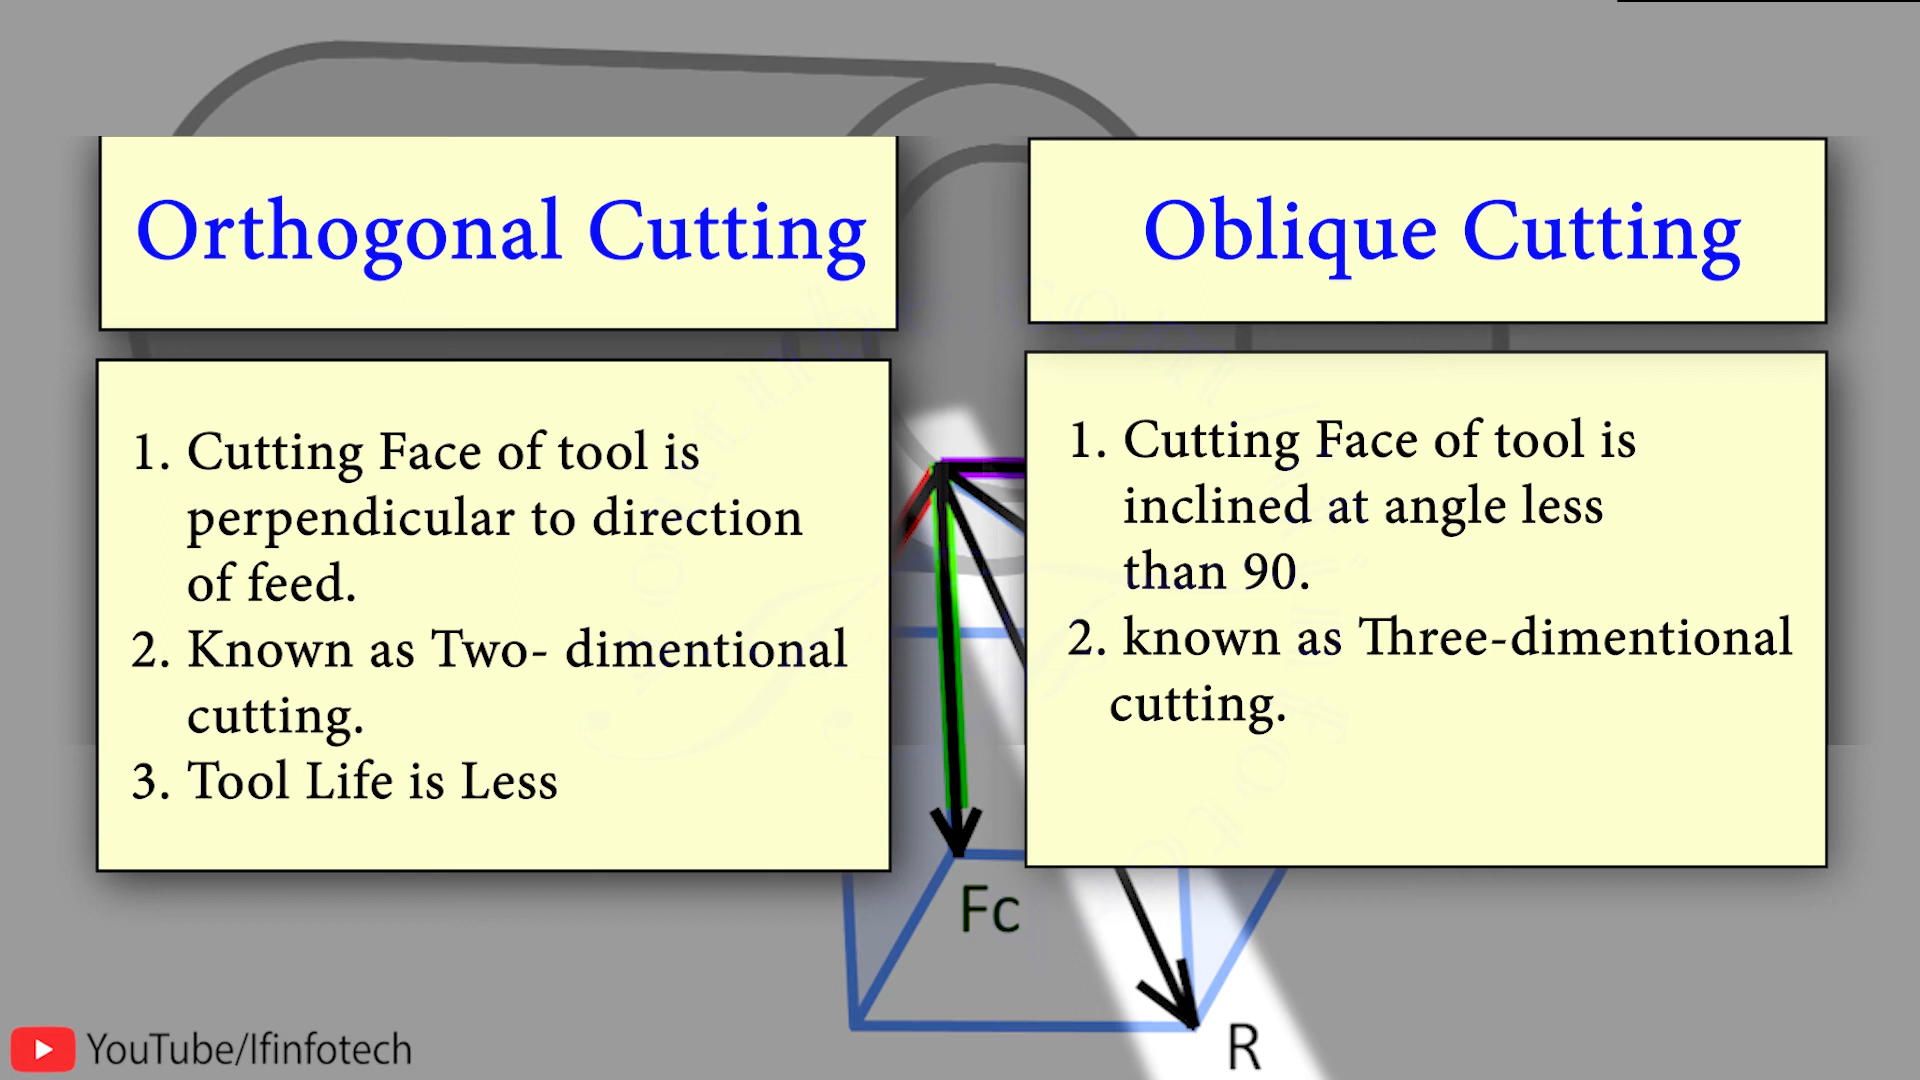 Orthogonal Cutting
Oblique Cutting
1. Cutting Face of tool is
perpendicular to direction
of feed.
2. Known as Two- dimentional
cutting.
3. Tool Life is Less
1. Cutting Face of tool is
inclined at angle less
than 90.
2. known as Three-dimentional
cutting.
Fc
R
YouTube/lfinfotech